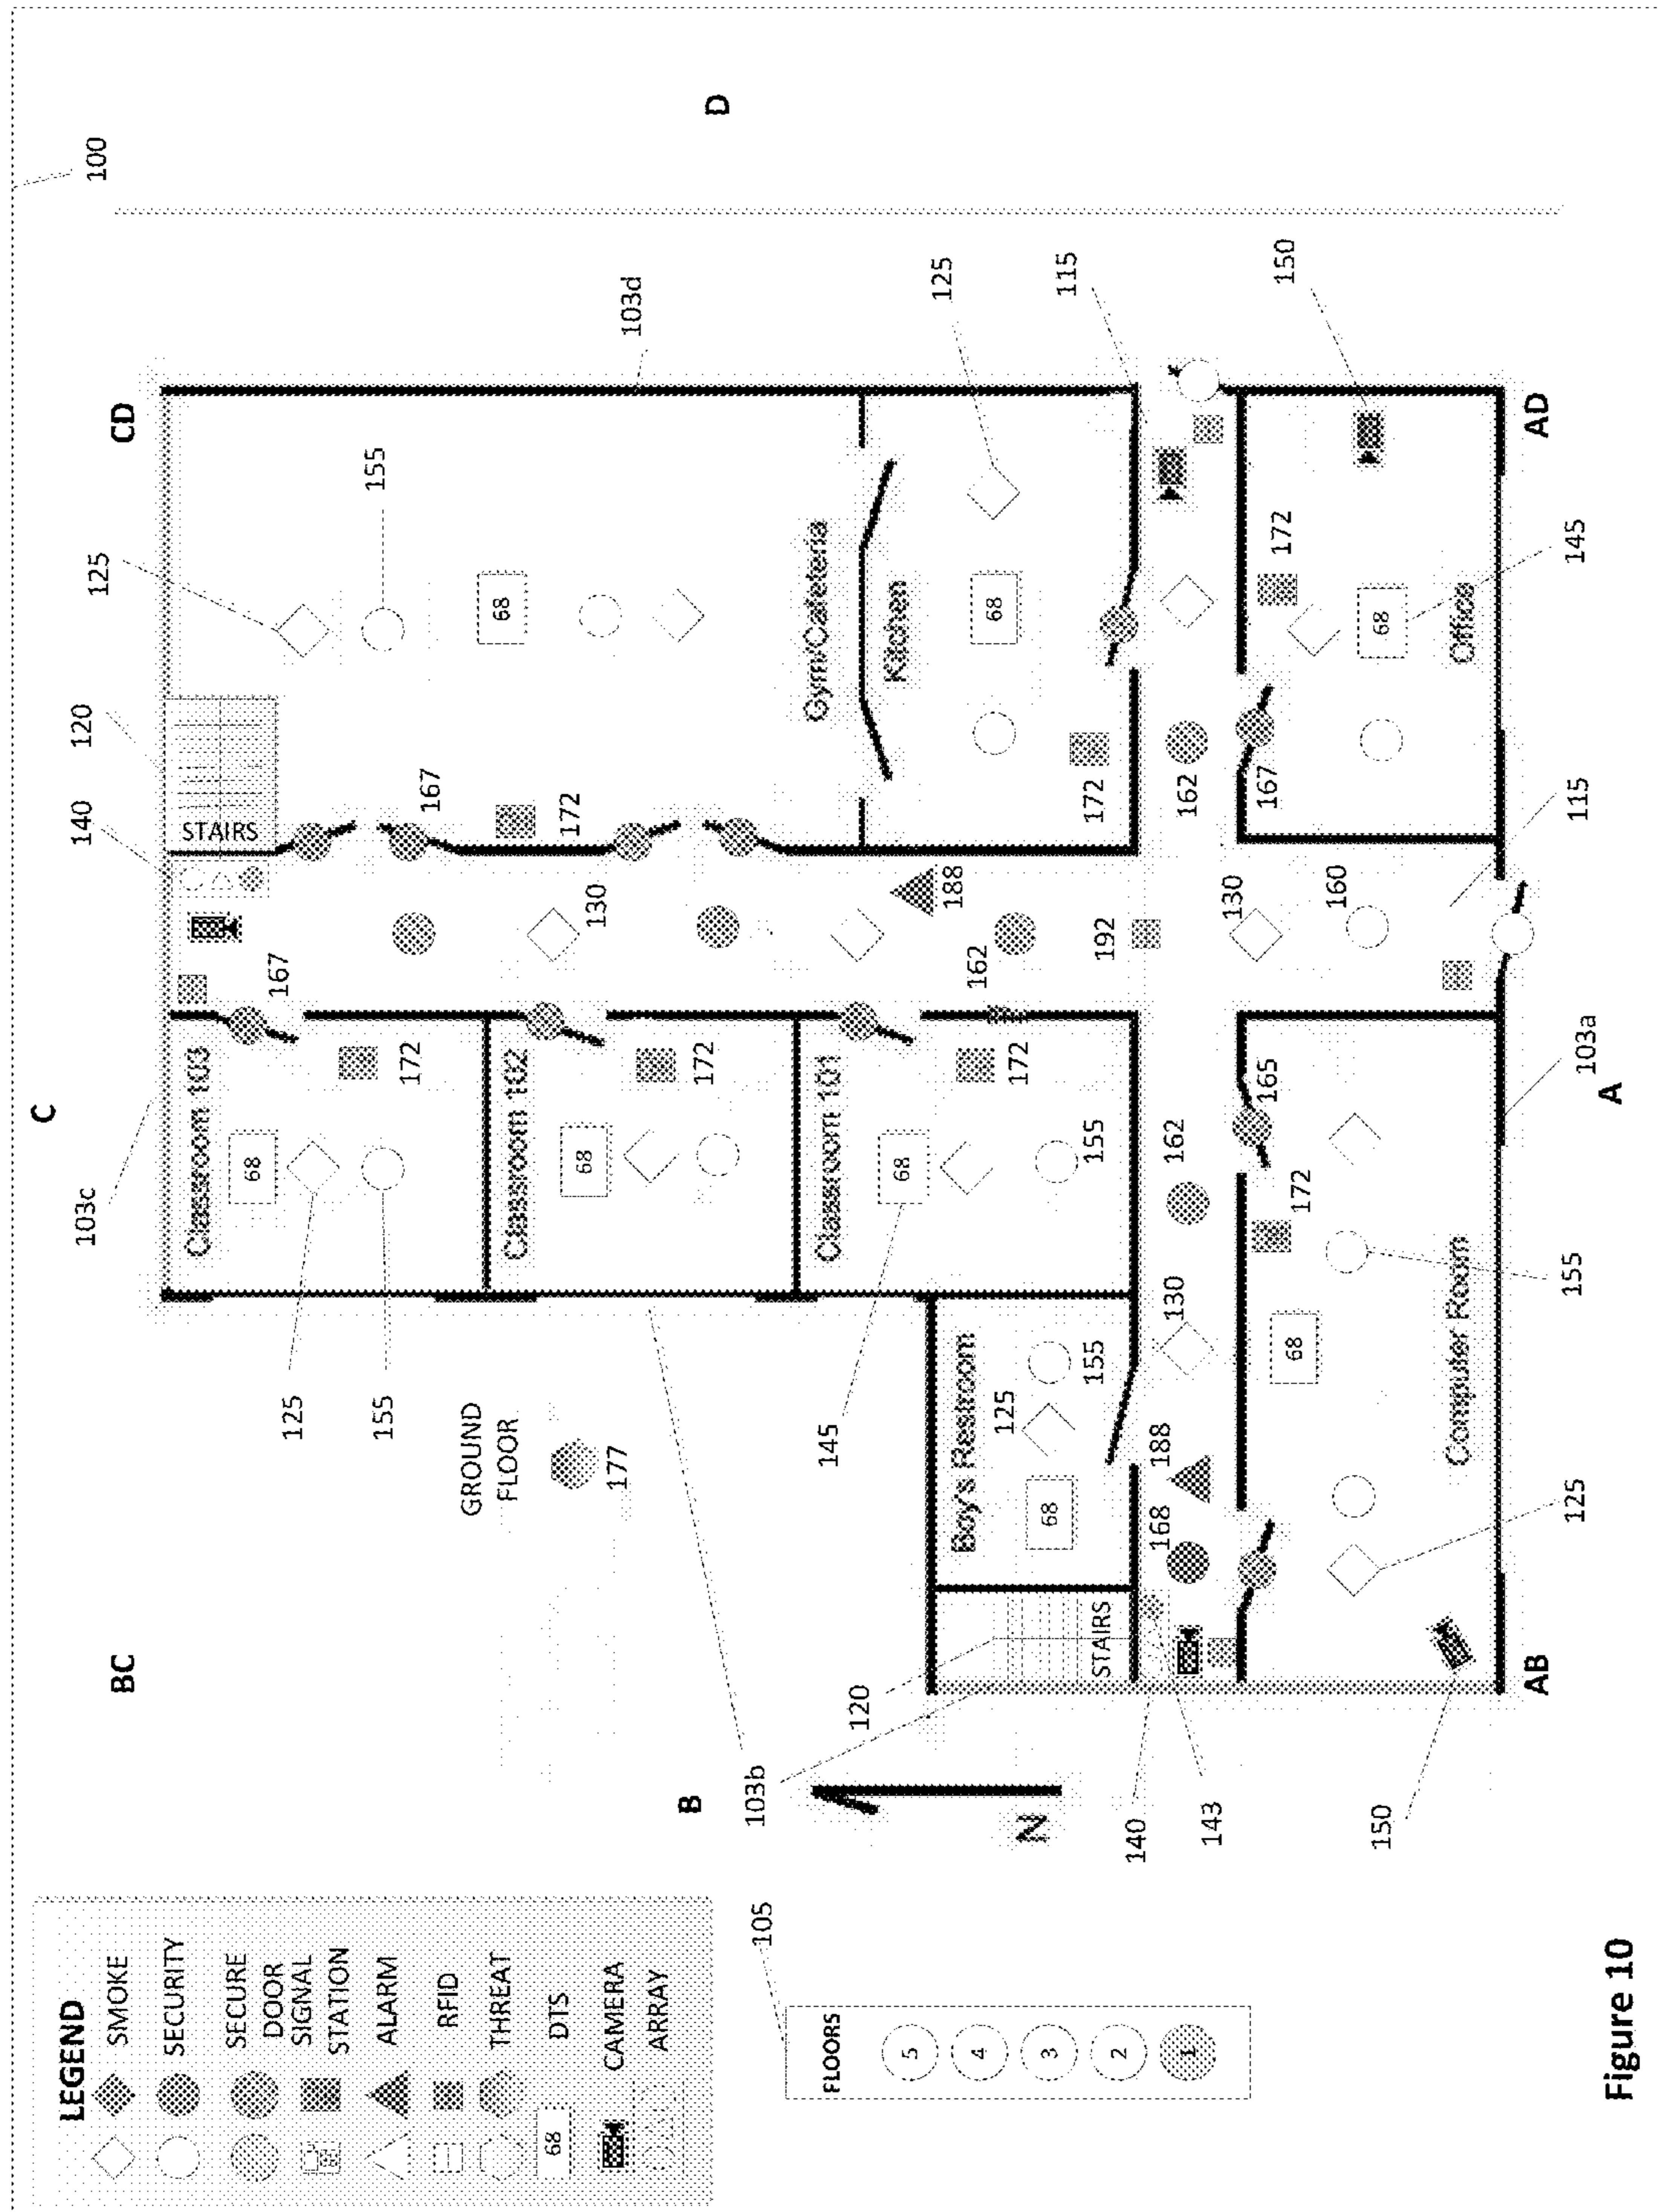 LEGEND
SMOKE
SECURITY
SECURE
DOOR
SIGNAL
STATION
ALARM
RFID
THREAT
68
DTS
CAMERA
ARRAY
105
FLOORS
5
4
3
2
1
Figure 10
100
C
D
B
A
BC
CD
AB
AD
N
GROUND
FLOOR
177
103c
103b
103b
103d
103a
Classroom 103
68
125
155
172
167
Classroom 102
68
172
Classroom 101
68
145
155
172
162
140
120
STAIRS
167
172
125
155
68
Gym/Cafeteria
Kitchen
68
125
172
130
188
192
115
150
Boy's Restroom
68
125
155
STAIRS
120
140
143
168
188
130
162
165
162
167
172
68
145
Office
130
160
115
Computer Room
68
172
155
125
150